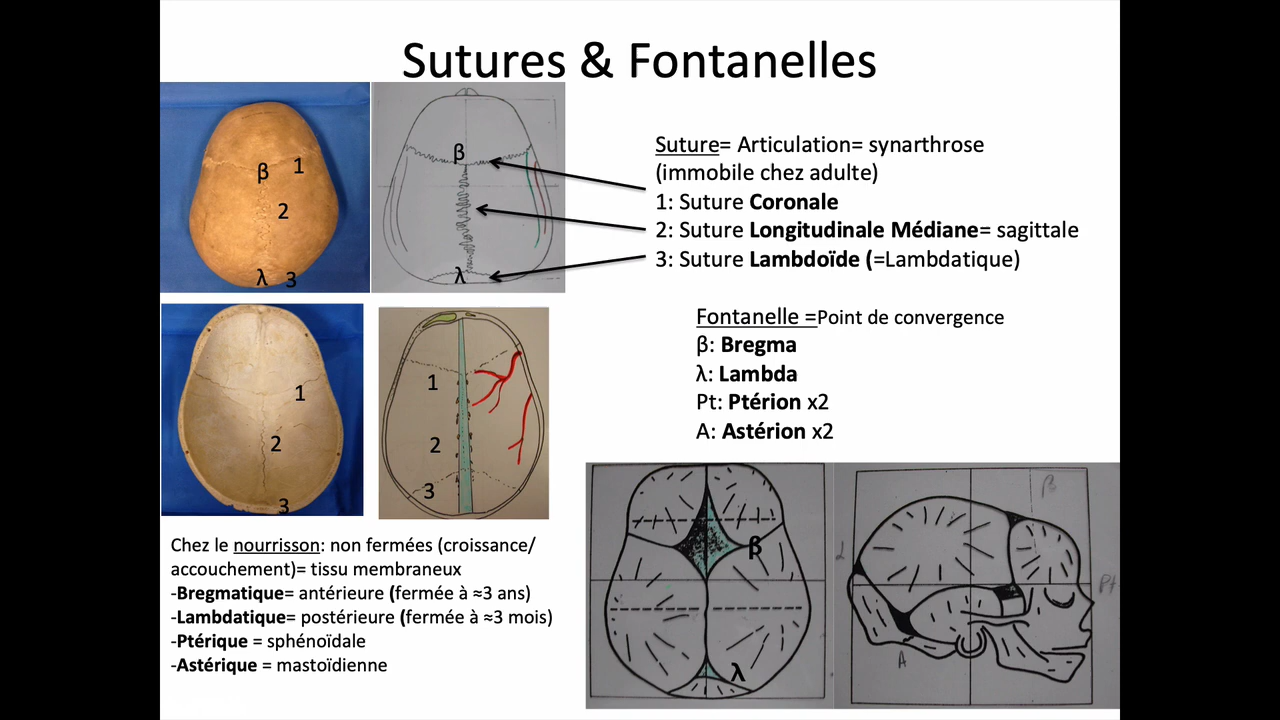 Sutures & Fontanelles
β
1
2
λ
3
β
λ
Suture= Articulation= synarthrose
(immobile chez adulte)
1: Suture Coronale
2: Suture Longitudinale Médiane= sagittale
3: Suture Lambdoïde (=Lambdatique)
1
2
3
1
2
3
Fontanelle =Point de convergence
β: Bregma
λ: Lambda
Pt: Ptérion x2
A: Astérion x2
Chez le nourrisson: non fermées (croissance/
accouchement)= tissu membraneux
-Bregmatique= antérieure (fermée à ≈3 ans)
-Lambdatique= postérieure (fermée à ≈3 mois)
-Ptérique = sphénoïdale
-Astérique = mastoïdienne
β
λ
β
λ
Pt
A